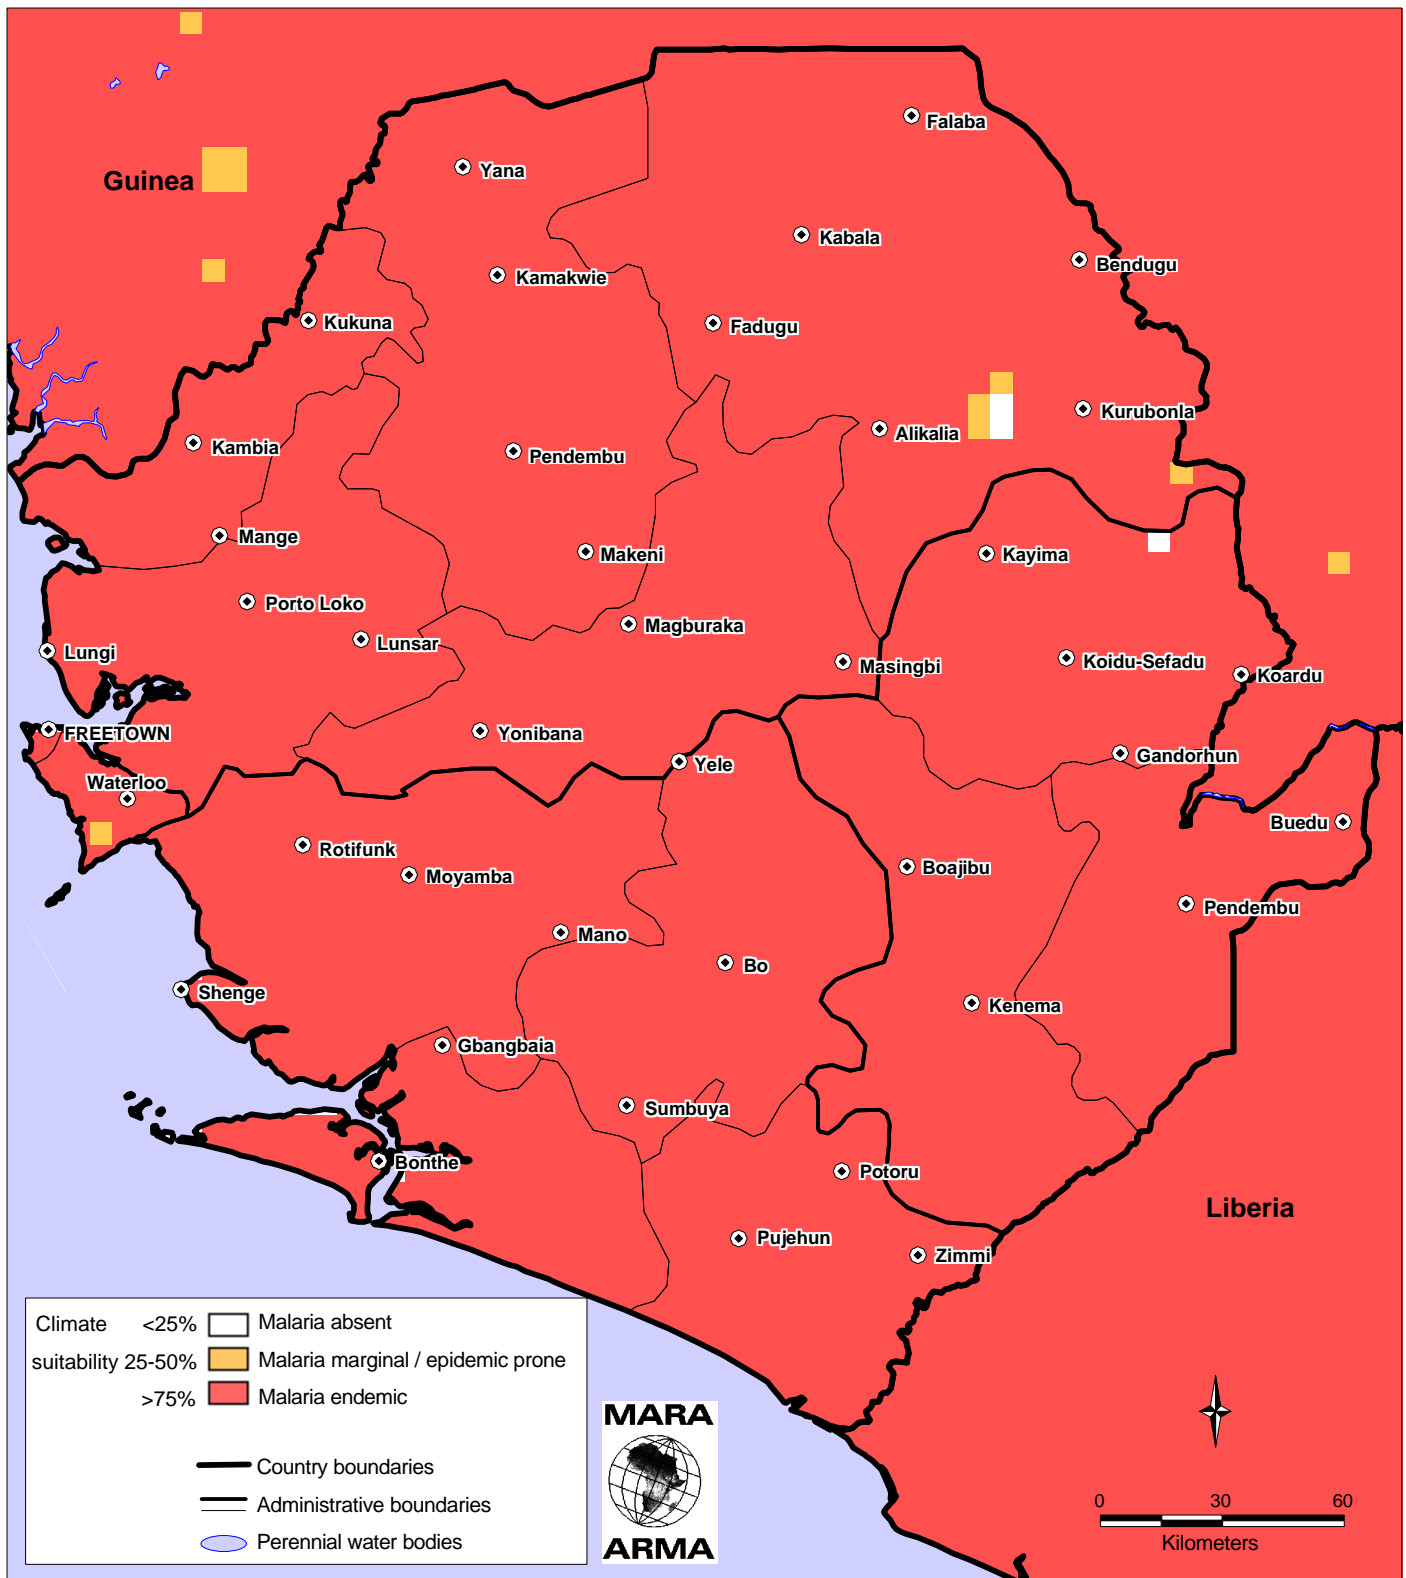 Falaba
Yana
Guinea
Kabala
Bendugu
Kamakwie
Kukuna
Fadugu
Kurubonla
Alikalia
Kambia
Pendembu
Mange
Makeni
Kayima
Porto Loko
Magburaka
Lunsar
Lungi
Masingbi
Koidu-Sefadu
Koardu
FREETOWN
Yonibana
Gandorhun
Yele
Waterloo
Buedu
Rotifunk
Boajibu
Moyamba
Pendembu
Mano
Bo
Shenge
Kenema
Gbangbaia
Sumbuya
Bonthe
Potoru
Liberia
Pujehun
Zimmi
Climate <25% Malaria absent
suitability 25-50% Malaria marginal / epidemic prone
>75% Malaria endemic
Country boundaries
Administrative boundaries
Perennial water bodies
MARA
ARMA
0 30 60
Kilometers